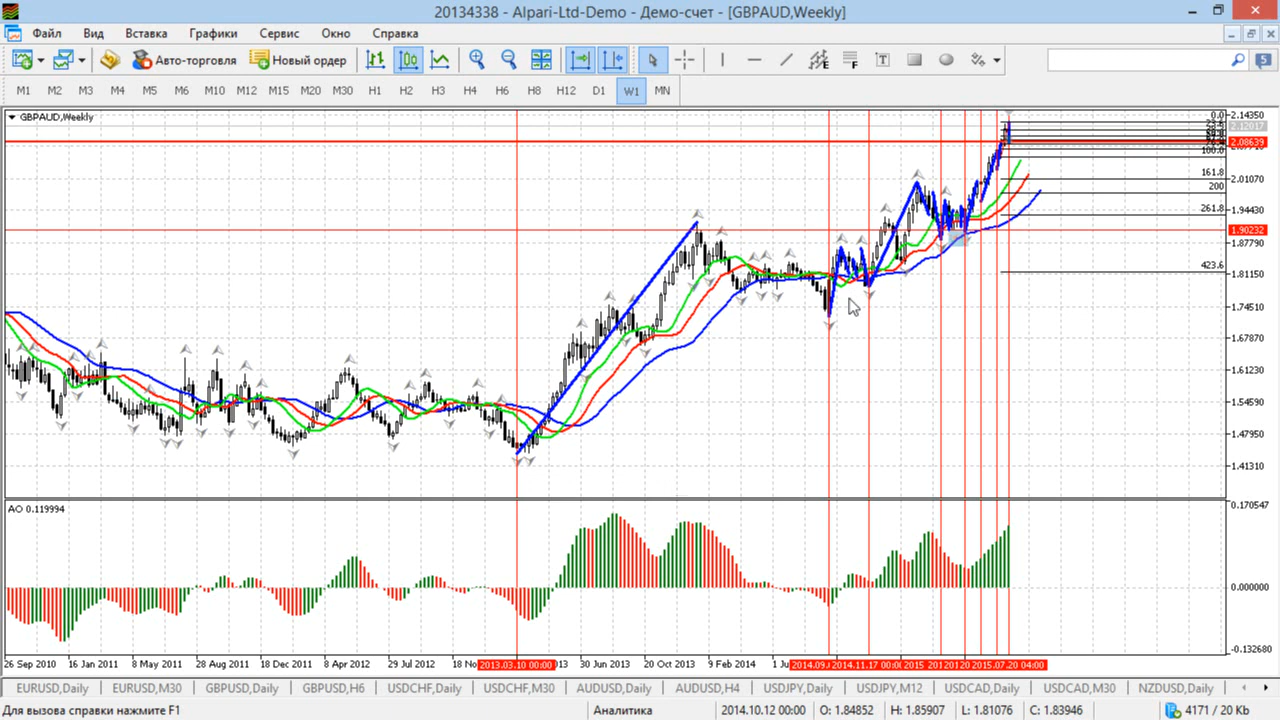 20134338 - Alpari-Ltd-Demo - Демо-счет - [GBPAUD,Weekly]
Файл Вид Вставка Графики Сервис Окно Справка
Авто-торговля Новый ордер
M1 M2 M3 M4 M5 M6 M10 M12 M15 M20 M30 H1 H2 H3 H4 H6 H8 H12 D1 W1 MN
GBPAUD,Weekly
0.0 2.14350
2.12017
2.08639
100.0
161.8 2.01070
200
261.8 1.94430
1.90232
1.87790
423.6 1.81150
1.74510
1.67870
1.61230
1.54590
1.47950
1.41310
AO 0.119994
0.170547
0.000000
-0.132680
26 Sep 2010 16 Jan 2011 8 May 2011 28 Aug 2011 18 Dec 2011 8 Apr 2012 29 Jul 2012 18 No 2013.03.10 00:00 013 30 Jun 2013 20 Oct 2013 9 Feb 2014 1 Ju 2014.11.17 00:00 2015 2015.07.20 04:00
EURUSD,Daily EURUSD,M30 GBPUSD,Daily GBPUSD,H6 USDCHF,Daily USDCHF,M30 AUDUSD,Daily AUDUSD,H4 USDJPY,Daily USDJPY,M12 USDCAD,Daily USDCAD,M30 NZDUSD,Daily
Для вызова справки нажмите F1 Аналитика 2014.10.12 00:00 O: 1.84852 H: 1.85907 L: 1.81076 C: 1.83946 4171 / 20 Kb